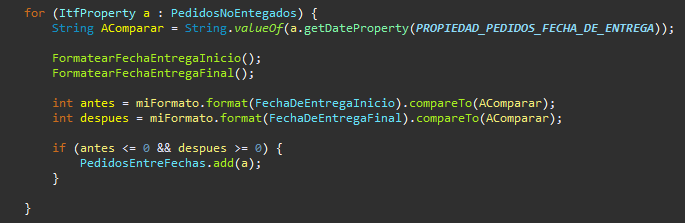 for (ItfProperty a : PedidosNoEntegados) {
String AComparar = String.valueOf(a.getDateProperty(PROPIEDAD_PEDIDOS_FECHA_DE_ENTREGA));
FormatearFechaEntregaInicio();
FormatearFechaEntregaFinal();
int antes = miFormato.format(FechaDeEntregaInicio).compareTo(AComparar);
int despues = miFormato.format(FechaDeEntregaFinal).compareTo(AComparar);
if (antes <= 0 && despues >= 0) {
PedidosEntreFechas.add(a);
}
}